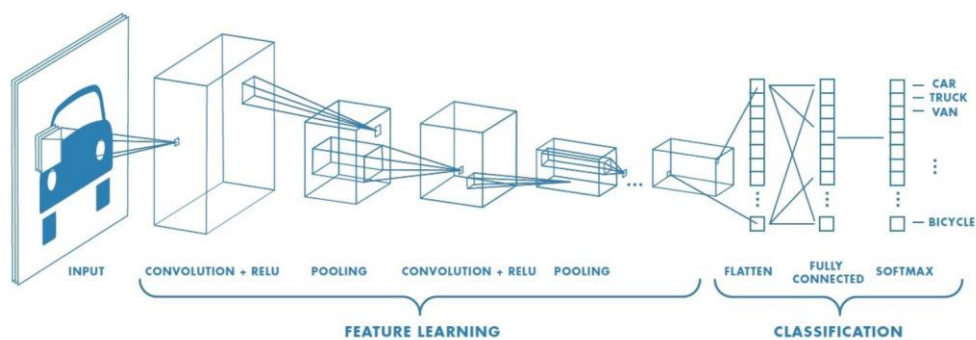 CAR
TRUCK
VAN
BICYCLE
INPUT
CONVOLUTION + RELU
POOLING
CONVOLUTION + RELU
POOLING
FLATTEN
FULLY
CONNECTED
SOFTMAX
FEATURE LEARNING
CLASSIFICATION